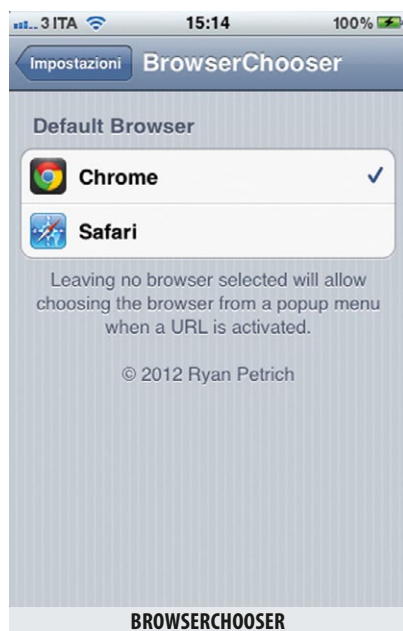 3 ITA 15:14 100%
Impostazioni BrowserChooser
Default Browser
Chrome
Safari
Leaving no browser selected will allow
choosing the browser from a popup menu
when a URL is activated.
© 2012 Ryan Petrich
BROWSERCHOOSER